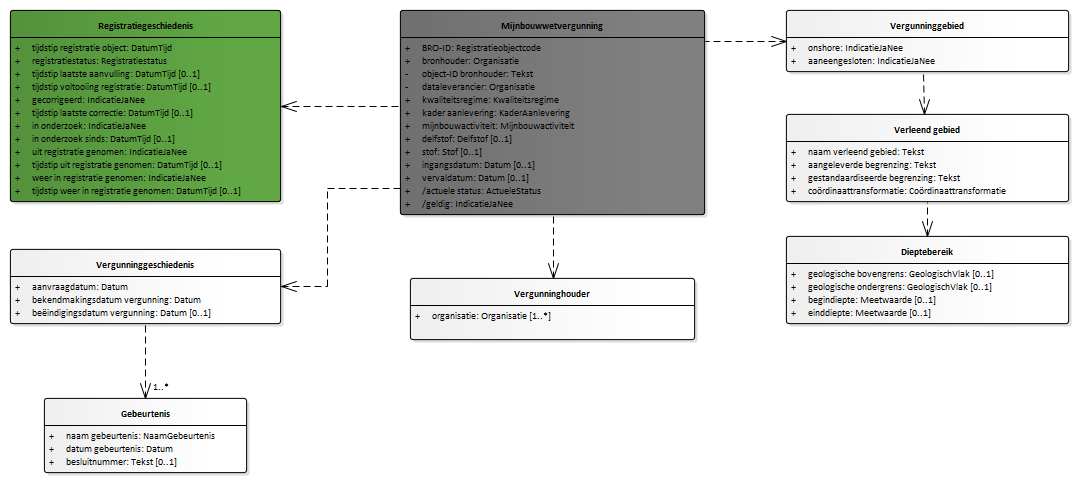 Registratiegeschiedenis
+ tijdstip registratie object: DatumTijd
+ registratiestatus: Registratiestatus
+ tijdstip laatste aanvulling: DatumTijd [0..1]
+ tijdstip voltooiing registratie: DatumTijd [0..1]
+ gecorrigeerd: IndicatieJaNee
+ tijdstip laatste correctie: DatumTijd [0..1]
+ in onderzoek: IndicatieJaNee
+ in onderzoek sinds: DatumTijd [0..1]
+ uit registratie genomen: IndicatieJaNee
+ tijdstip uit registratie genomen: DatumTijd [0..1]
+ weer in registratie genomen: IndicatieJaNee
+ tijdstip weer in registratie genomen: DatumTijd [0..1]
Mijnbouwwetvergunning
+ BRO-ID: Registratieobjectcode
+ bronhouder: Organisatie
- object-ID bronhouder: Tekst
- dataleverancier: Organisatie
+ kwaliteitsregime: Kwaliteitsregime
+ kader aanlevering: KaderAanlevering
+ mijnbouwactiviteit: Mijnbouwactiviteit
+ delfstof: Delfstof [0..1]
+ stof: Stof [0..1]
+ ingangsdatum: Datum [0..1]
+ vervaldatum: Datum [0..1]
+ /actuele status: ActueleStatus
+ /geldig: IndicatieJaNee
Vergunninggebied
+ onshore: IndicatieJaNee
+ aaneengesloten: IndicatieJaNee
Verleend gebied
+ naam verleend gebied: Tekst
+ aangeleverde begrenzing: Tekst
+ gestandaardiseerde begrenzing: Tekst
+ coördinaattransformatie: Coördinaattransformatie
Dieptebereik
+ geologische bovengrens: GeologischVlak [0..1]
+ geologische ondergrens: GeologischVlak [0..1]
+ begindiepte: Meetwaarde [0..1]
+ einddiepte: Meetwaarde [0..1]
Vergunninggeschiedenis
+ aanvraagdatum: Datum
+ bekendmakingsdatum vergunning: Datum
+ beëindigingsdatum vergunning: Datum [0..1]
Vergunninghouder
+ organisatie: Organisatie [1..*]
1..*
Gebeurtenis
+ naam gebeurtenis: NaamGebeurtenis
+ datum gebeurtenis: Datum
+ besluitnummer: Tekst [0..1]